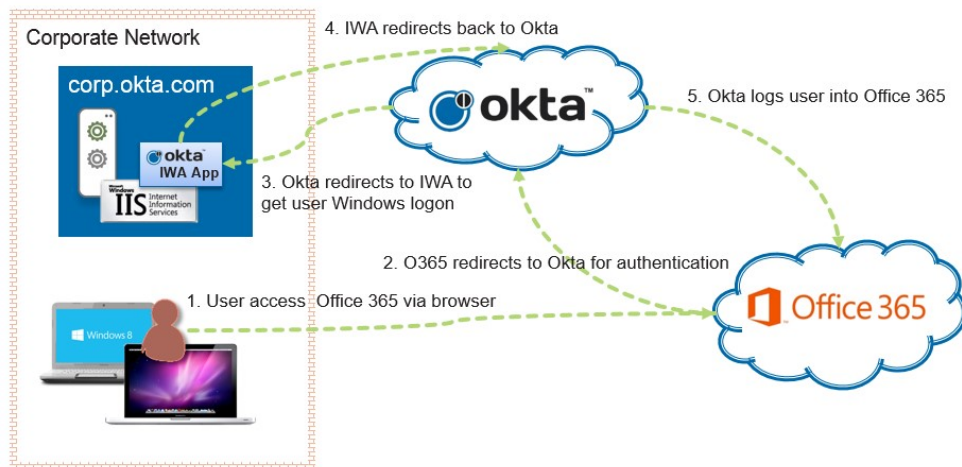 Corporate Network
4. IWA redirects back to Okta
corp.okta.com
okta™
5. Okta logs user into Office 365
okta
IWA App
Microsoft
Windows
IIS Internet
Information
Services
3. Okta redirects to IWA to
get user Windows logon
2. O365 redirects to Okta for authentication
1. User access Office 365 via browser
Office 365
Windows 8